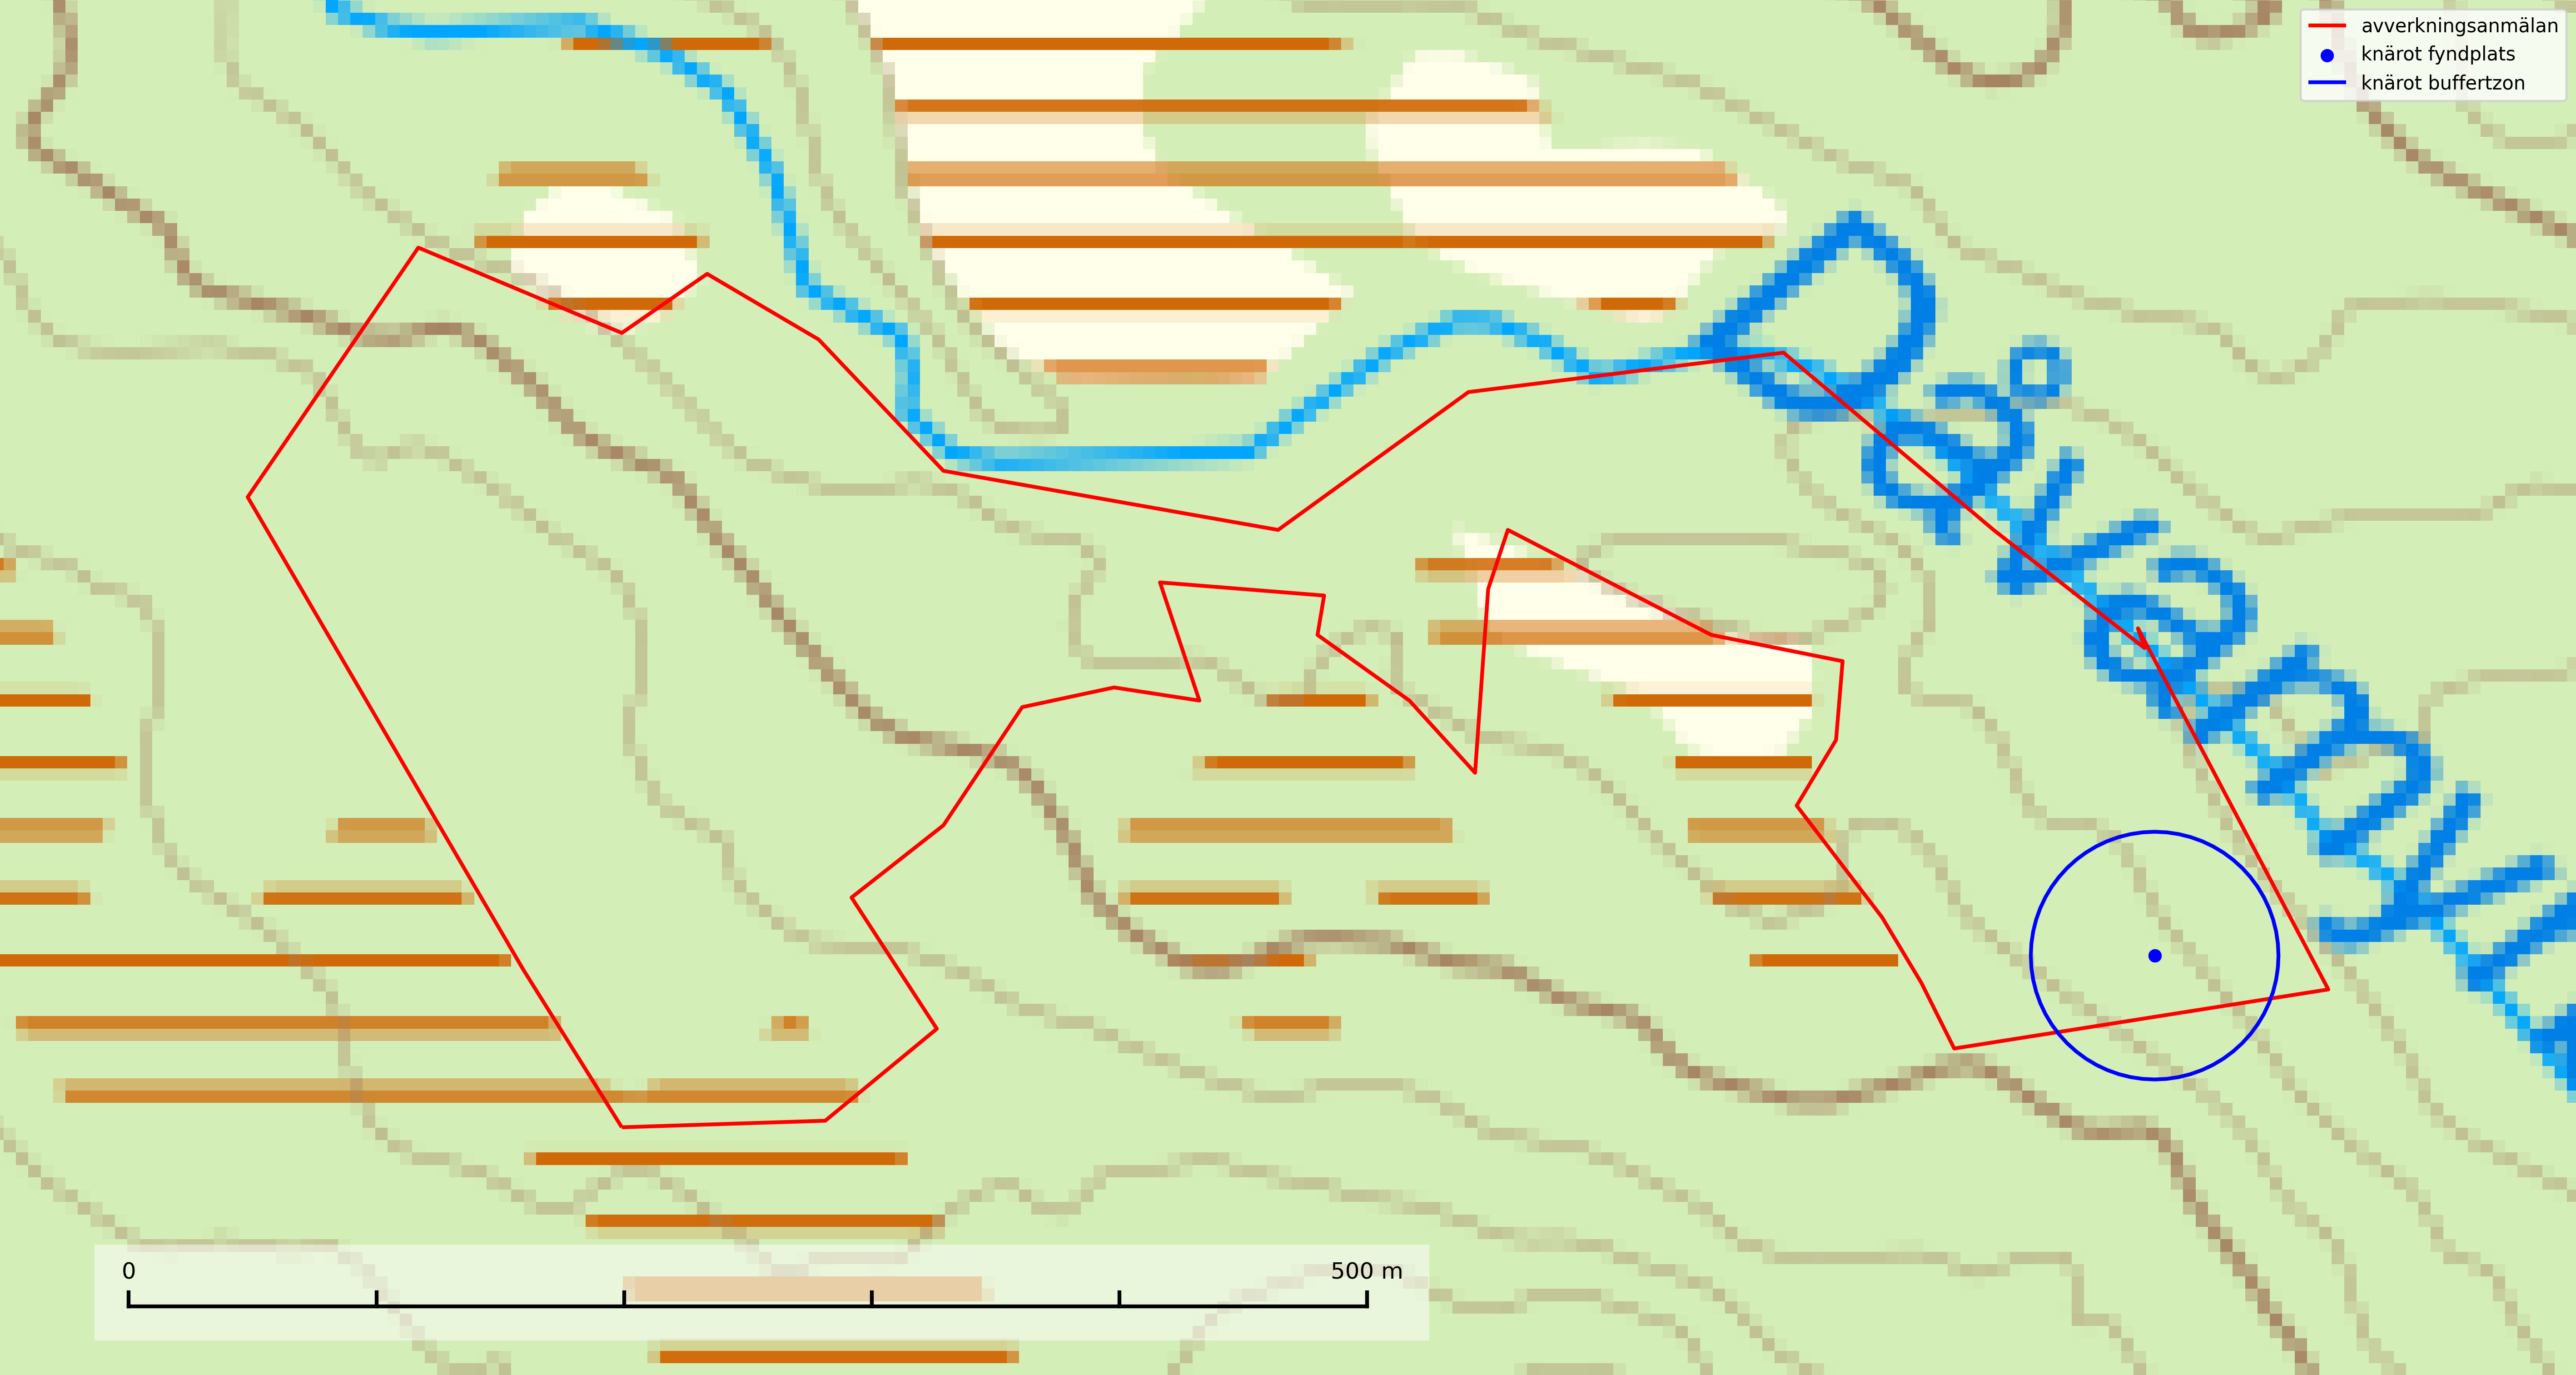 avverkningsanmälan
knärot fyndplats
knärot buffertzon
0 500 m